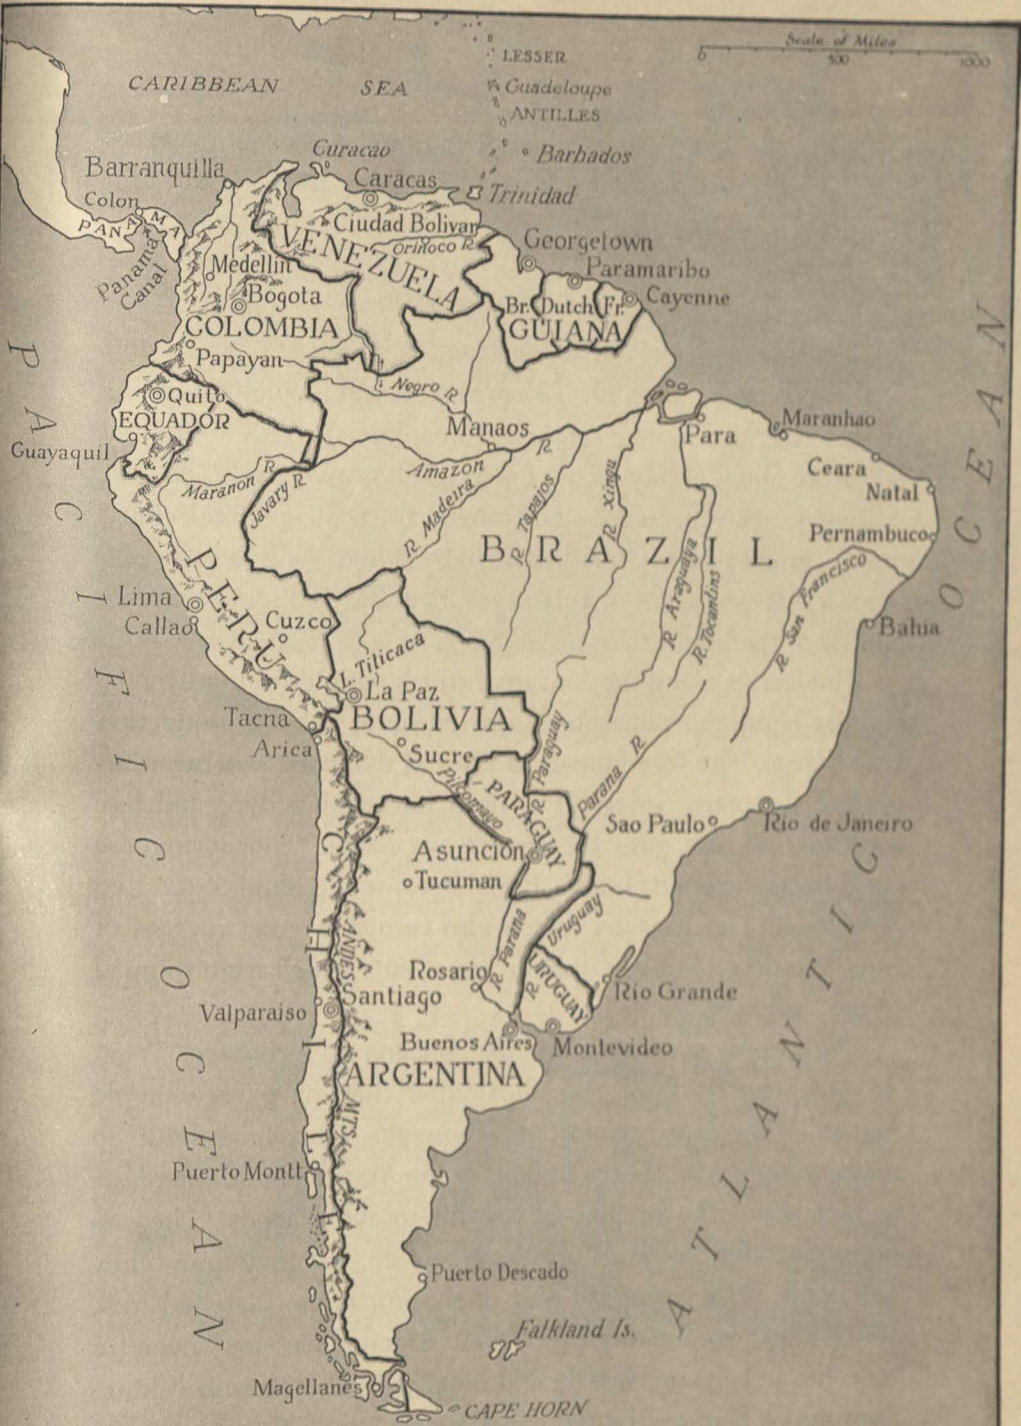 Scale of Miles
0 500 1000
LESSER
Guadeloupe
ANTILLES
CARIBBEAN SEA
Curacao
Barbados
Barranquilla
Caracas
Trinidad
Colon
PANAMA
Ciudad Bolivar
Orinoco R.
VENEZUELA
Georgetown
Panama
Canal
Medellin
Paramaribo
Bogota
Cayenne
Br. Dutch Fr.
GUIANA
COLOMBIA
Papayan
Negro R.
Quito
EQUADOR
Guayaquil
Manaos
Para
Maranhao
Amazon R.
Maranon R.
Javary R.
R. Madeira
R. Tapajos
R. Xingu
Ceara
Natal
BRAZIL
Pernambuco
R. Araguaya
R. Tocantins
R. San Francisco
PERU
Lima
Callao
Cuzco
Bahia
L. Titicaca
La Paz
BOLIVIA
Tacna
Arica
Sucre
R. Paraguay
Parana R.
Pilcomayo
PARAGUAY
Sao Paulo
Rio de Janeiro
Asuncion
Tucuman
CHILE
ANDES MTS.
R. Parana
R. Uruguay
URUGUAY
Rosario
Rio Grande
Santiago
Valparaiso
Buenos Aires
Montevideo
ARGENTINA
Puerto Montt
Puerto Descado
Falkland Is.
Magellanes
CAPE HORN
PACIFIC OCEAN
ATLANTIC OCEAN